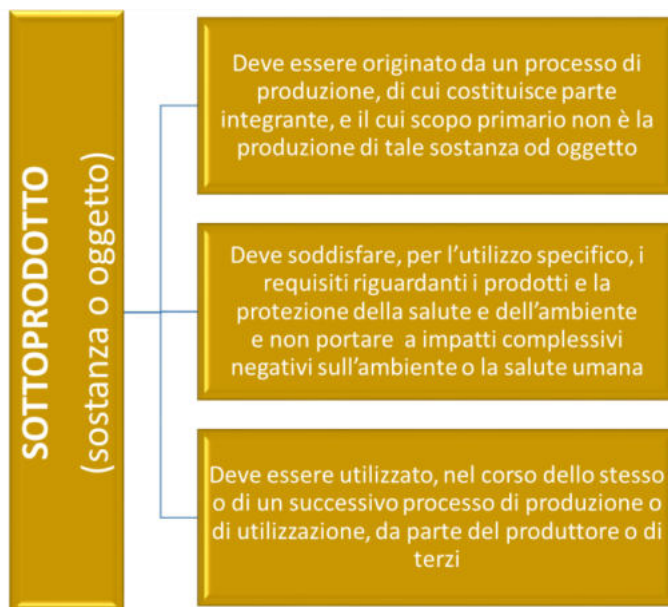 SOTTOPRODOTTO
(sostanza o oggetto)
Deve essere originato da un processo di
produzione, di cui costituisce parte
integrante, e il cui scopo primario non è la
produzione di tale sostanza od oggetto
Deve soddisfare, per l'utilizzo specifico, i
requisiti riguardanti i prodotti e la
protezione della salute e dell'ambiente
e non portare a impatti complessivi
negativi sull'ambiente o la salute umana
Deve essere utilizzato, nel corso dello stesso
o di un successivo processo di produzione o
di utilizzazione, da parte del produttore o di
terzi